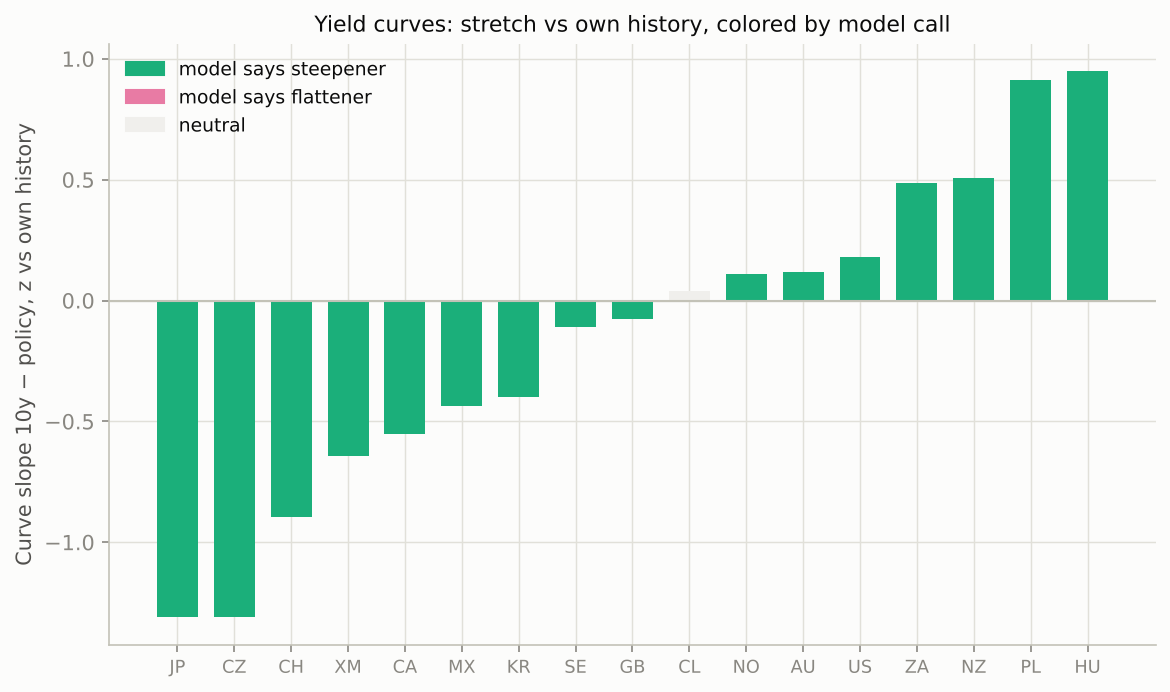 Yield curves: stretch vs own history, colored by model call
model says steepener
model says flattener
neutral
Curve slope 10y − policy, z vs own history
1.0
0.5
0.0
−0.5
−1.0
JP CZ CH XM CA MX KR SE GB CL NO AU US ZA NZ PL HU